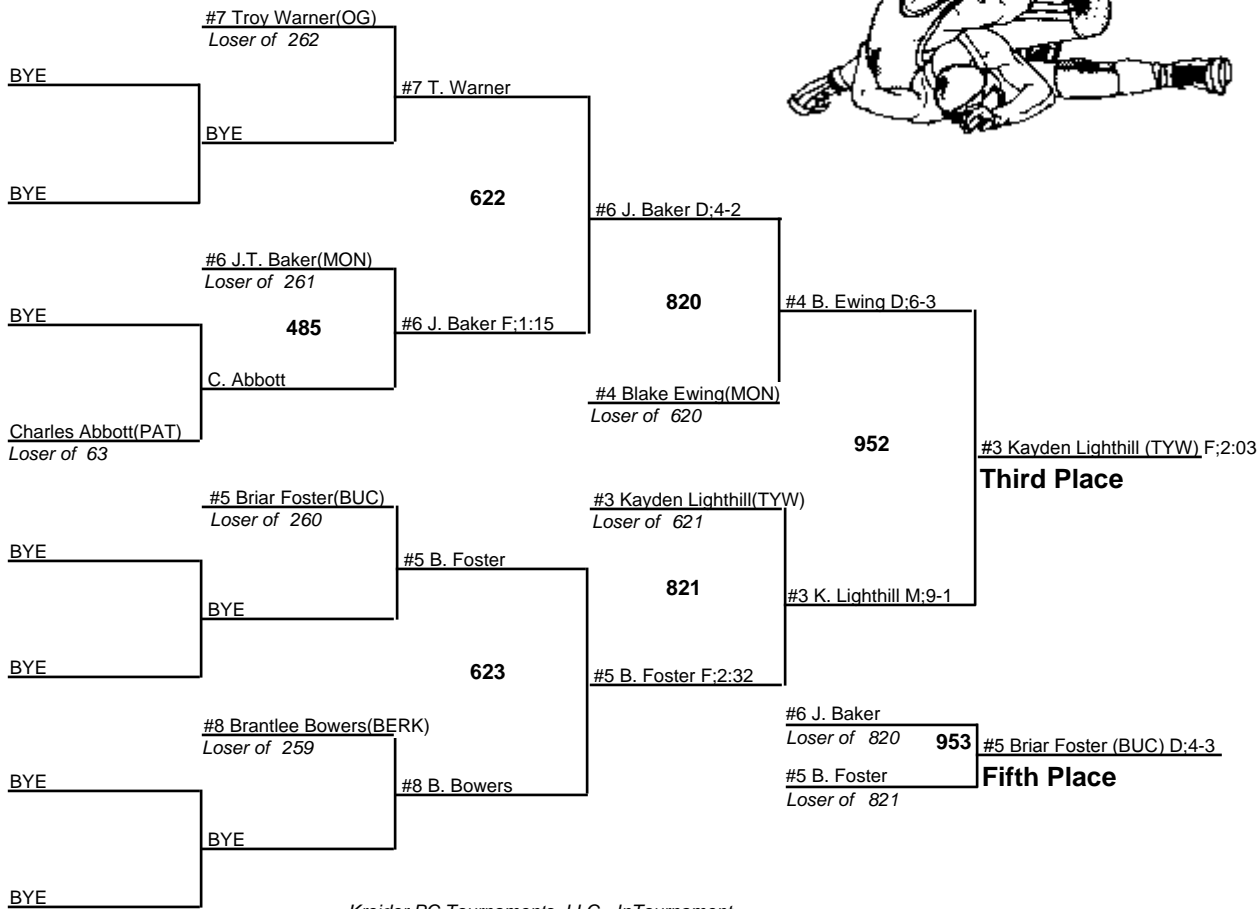 #7 Troy Warner(OG)
Loser of 262
BYE
#7 T. Warner
BYE
BYE
622
#6 J. Baker D;4-2
#6 J.T. Baker(MON)
Loser of 261
820
#4 B. Ewing D;6-3
BYE
485
#6 J. Baker F;1:15
C. Abbott
#4 Blake Ewing(MON)
Loser of 620
Charles Abbott(PAT)
Loser of 63
952
#3 Kayden Lighthill (TYW) F;2:03
Third Place
#5 Briar Foster(BUC)
Loser of 260
#3 Kayden Lighthill(TYW)
Loser of 621
BYE
#5 B. Foster
821
#3 K. Lighthill M;9-1
BYE
BYE
623
#5 B. Foster F;2:32
#8 Brantlee Bowers(BERK)
Loser of 259
#6 J. Baker
Loser of 820
953
#5 Briar Foster (BUC) D;4-3
Fifth Place
BYE
#8 B. Bowers
#5 B. Foster
Loser of 821
BYE
BYE